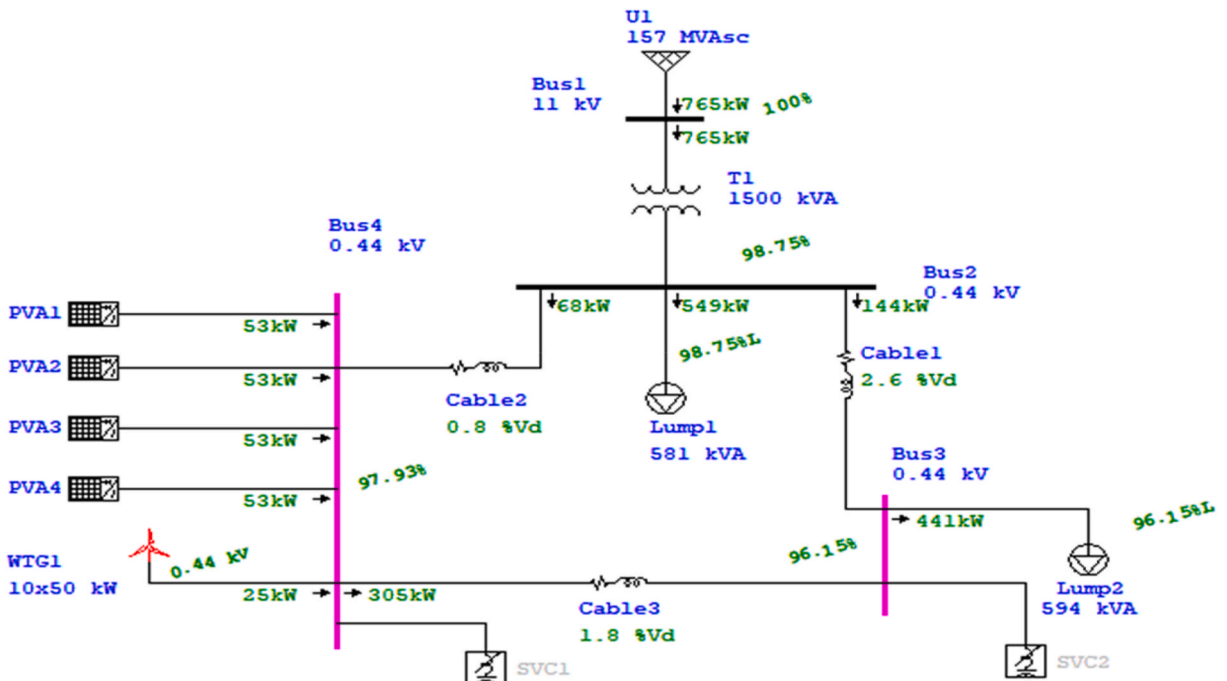 U1
157 MVAsc
Bus1
11 kV
765kW
100%
765kW
T1
1500 kVA
Bus4
0.44 kV
98.75%
Bus2
0.44 kV
PVA1
53kW
68kW
549kW
144kW
PVA2
53kW
98.75%L
Cable1
2.6 %Vd
Cable2
0.8 %Vd
PVA3
53kW
Lump1
581 kVA
Bus3
0.44 kV
97.93%
PVA4
53kW
441kW
96.15%L
96.15%
WTG1
0.44 kV
10x50 kW
25kW
305kW
Cable3
1.8 %Vd
Lump2
594 kVA
SVC1
SVC2